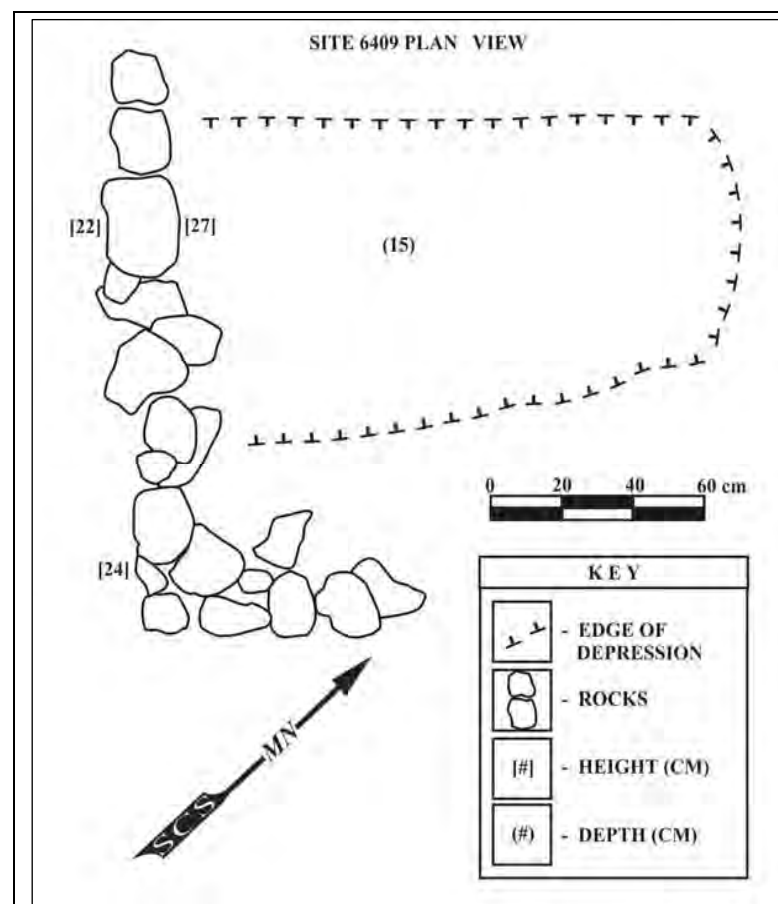 SITE 6409 PLAN VIEW
[22]
[27]
(15)
0 20 40 60 cm
[24]
KEY
- EDGE OF
DEPRESSION
- ROCKS
[#] - HEIGHT (CM)
(#) - DEPTH (CM)
MN
SCS